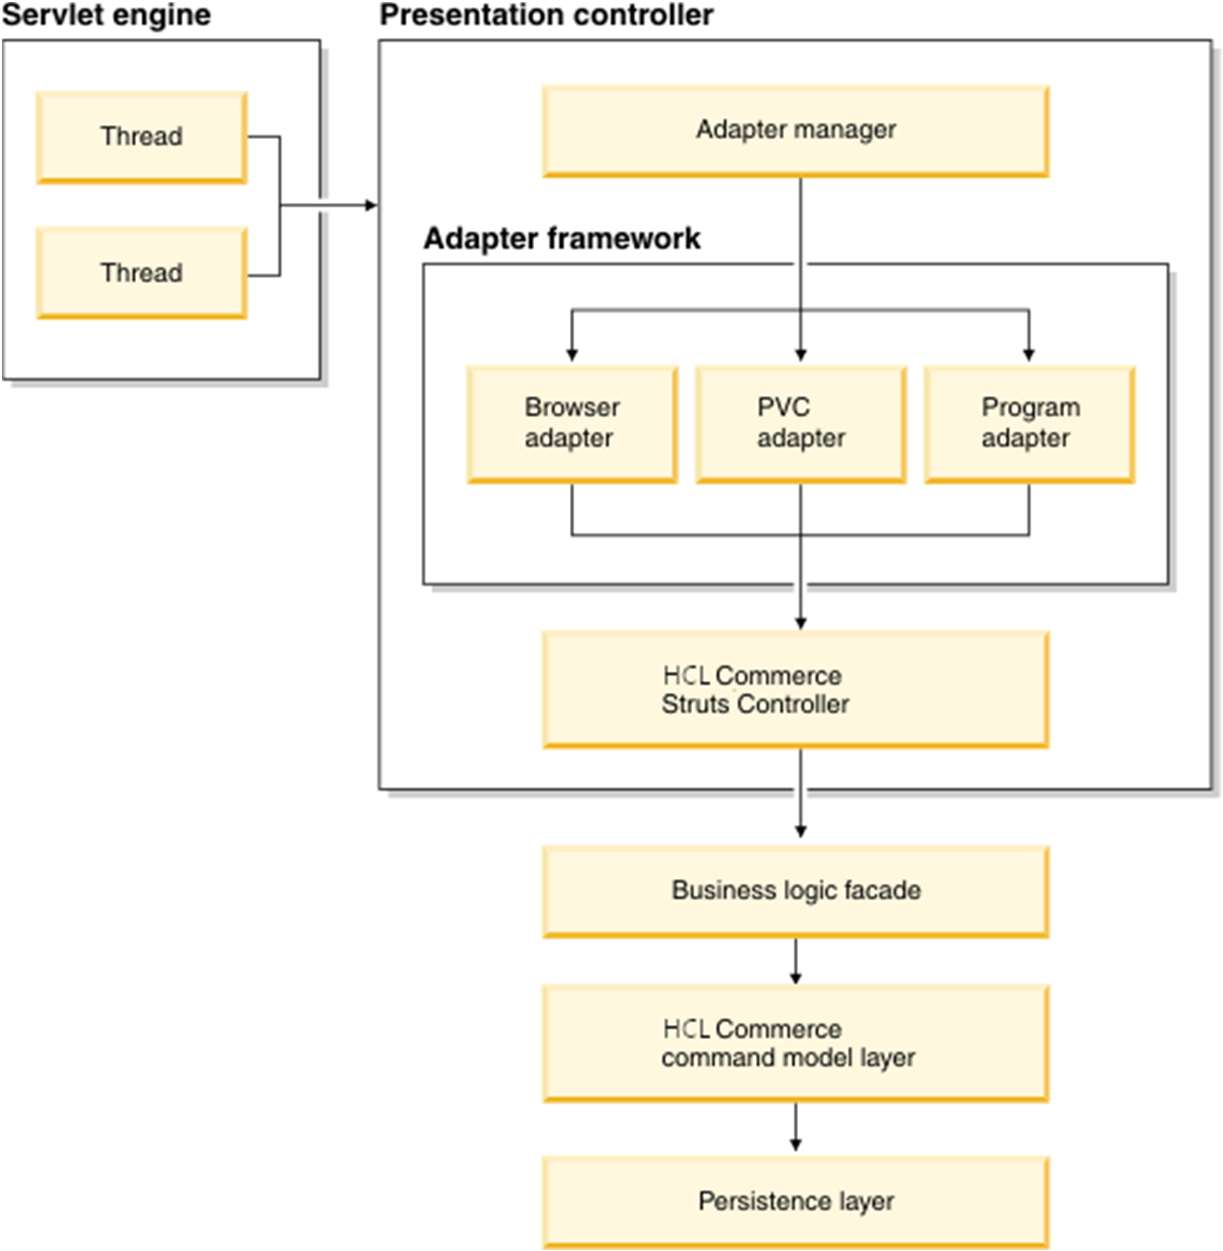 Servlet engine
Thread
Thread
Presentation controller
Adapter manager
Adapter framework
Browser
adapter
PVC
adapter
Program
adapter
HCL Commerce
Struts Controller
Business logic facade
HCL Commerce
command model layer
Persistence layer